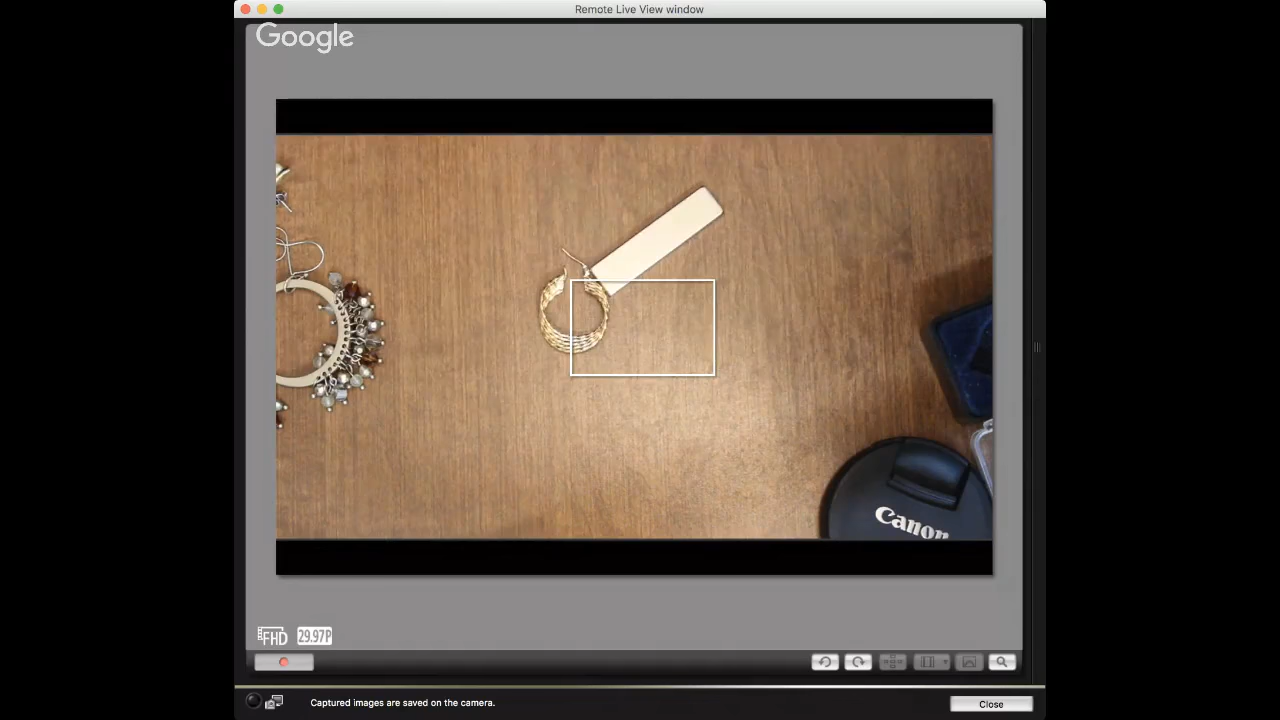 Remote Live View window
Google
Canon
FHD 29.97P
Captured images are saved on the camera.
Close